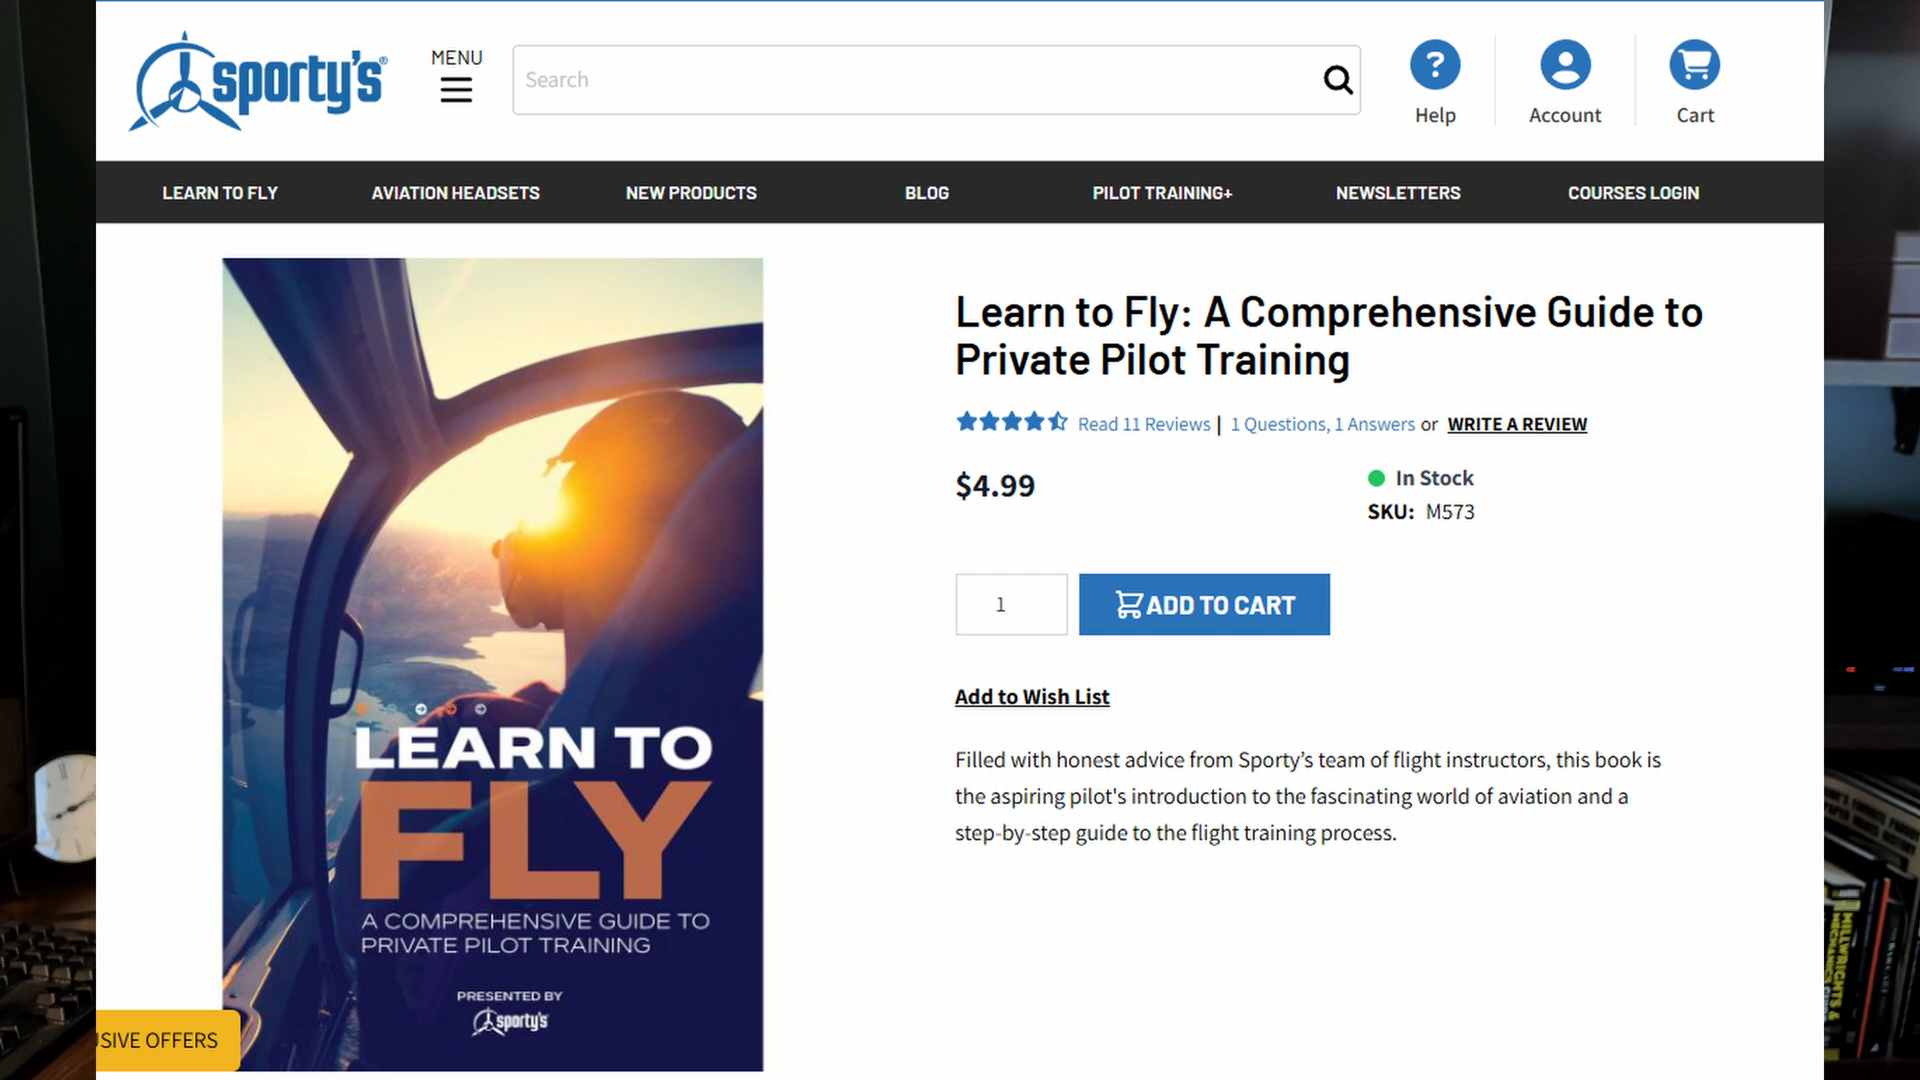 sporty's®
MENU
Search
?
Help
Account
Cart
LEARN TO FLY
AVIATION HEADSETS
NEW PRODUCTS
BLOG
PILOT TRAINING+
NEWSLETTERS
COURSES LOGIN
LEARN TO
FLY
A COMPREHENSIVE GUIDE TO
PRIVATE PILOT TRAINING
PRESENTED BY
sporty's
Learn to Fly: A Comprehensive Guide to
Private Pilot Training
Read 11 Reviews | 1 Questions, 1 Answers or WRITE A REVIEW
$4.99
In Stock
SKU: M573
1
ADD TO CART
Add to Wish List
Filled with honest advice from Sporty’s team of flight instructors, this book is
the aspiring pilot's introduction to the fascinating world of aviation and a
step-by-step guide to the flight training process.
USIVE OFFERS
MILLWRIGHTS &
MECHANICS